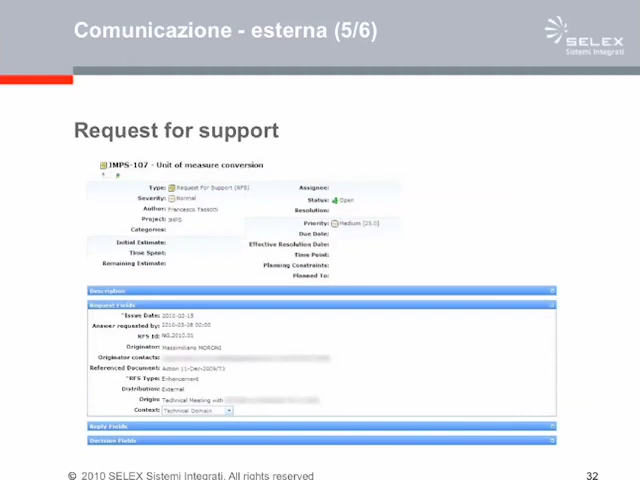 Comunicazione - esterna (5/6)
SELEX
Sistemi Integrati
Request for support
IMPS-107 - Unit of measure conversion
Type: Request For Support (RFS)
Severity: Normal
Author: Francesco Tassotti
Project: IMPS
Categories:
Initial Estimate:
Time Spent:
Remaining Estimate:
Assignee:
Status: Open
Resolution:
Priority: Medium [25.0]
Due Date:
Effective Resolution Date:
Time Point:
Planning Constraints:
Planned To:
Description
Request Fields
*Issue Date: 2010-02-15
Answer requested by: 2010-03-28 00:00
RFS Id: NG.2010.01
Originator: Massimiliano MORONI
Originator contacts:
Referenced Document: Action 11-Dec-2009/T3
*RFS Type: Enhancement
Distribution: External
Origin: Technical Meeting with
Context: Technical Domain
Reply Fields
Decision Fields
© 2010 SELEX Sistemi Integrati. All rights reserved
32